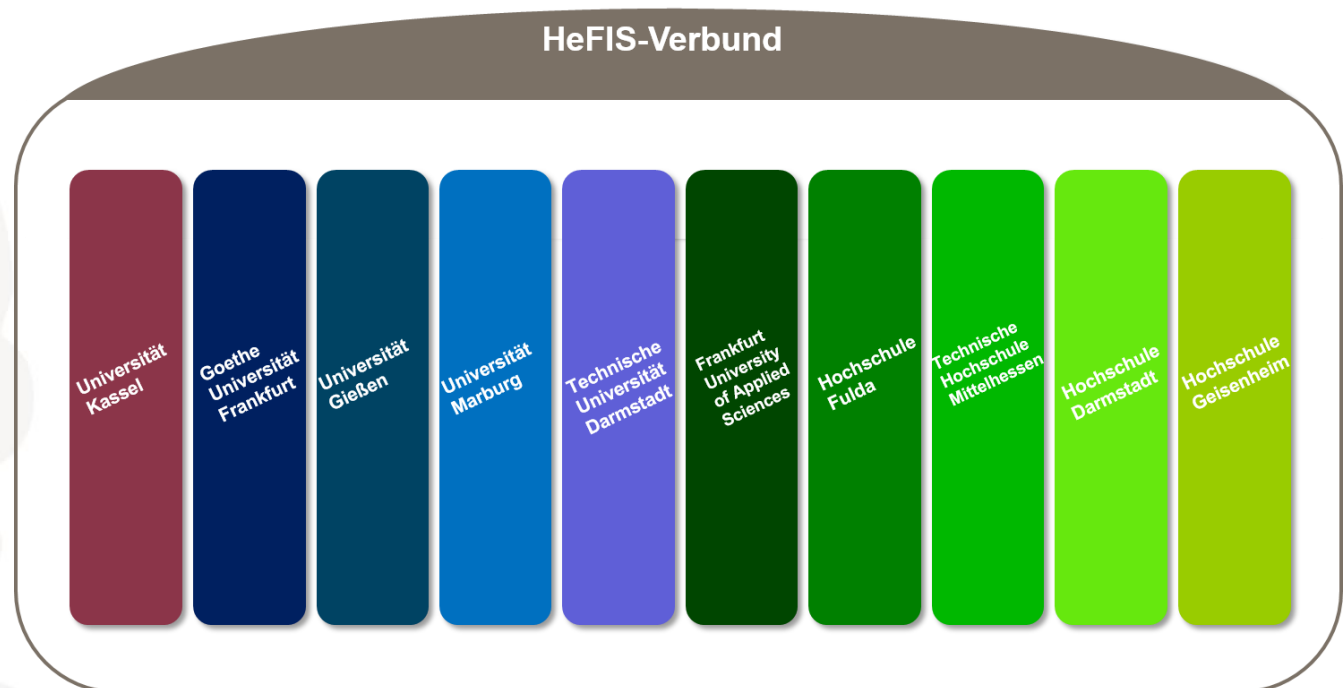 HeFIS-Verbund
Universität
Kassel
Goethe
Universität
Frankfurt
Universität
Gießen
Universität
Marburg
Technische
Universität
Darmstadt
Frankfurt
University
of Applied
Sciences
Hochschule
Fulda
Technische
Hochschule
Mittelhessen
Hochschule
Darmstadt
Hochschule
Geisenheim